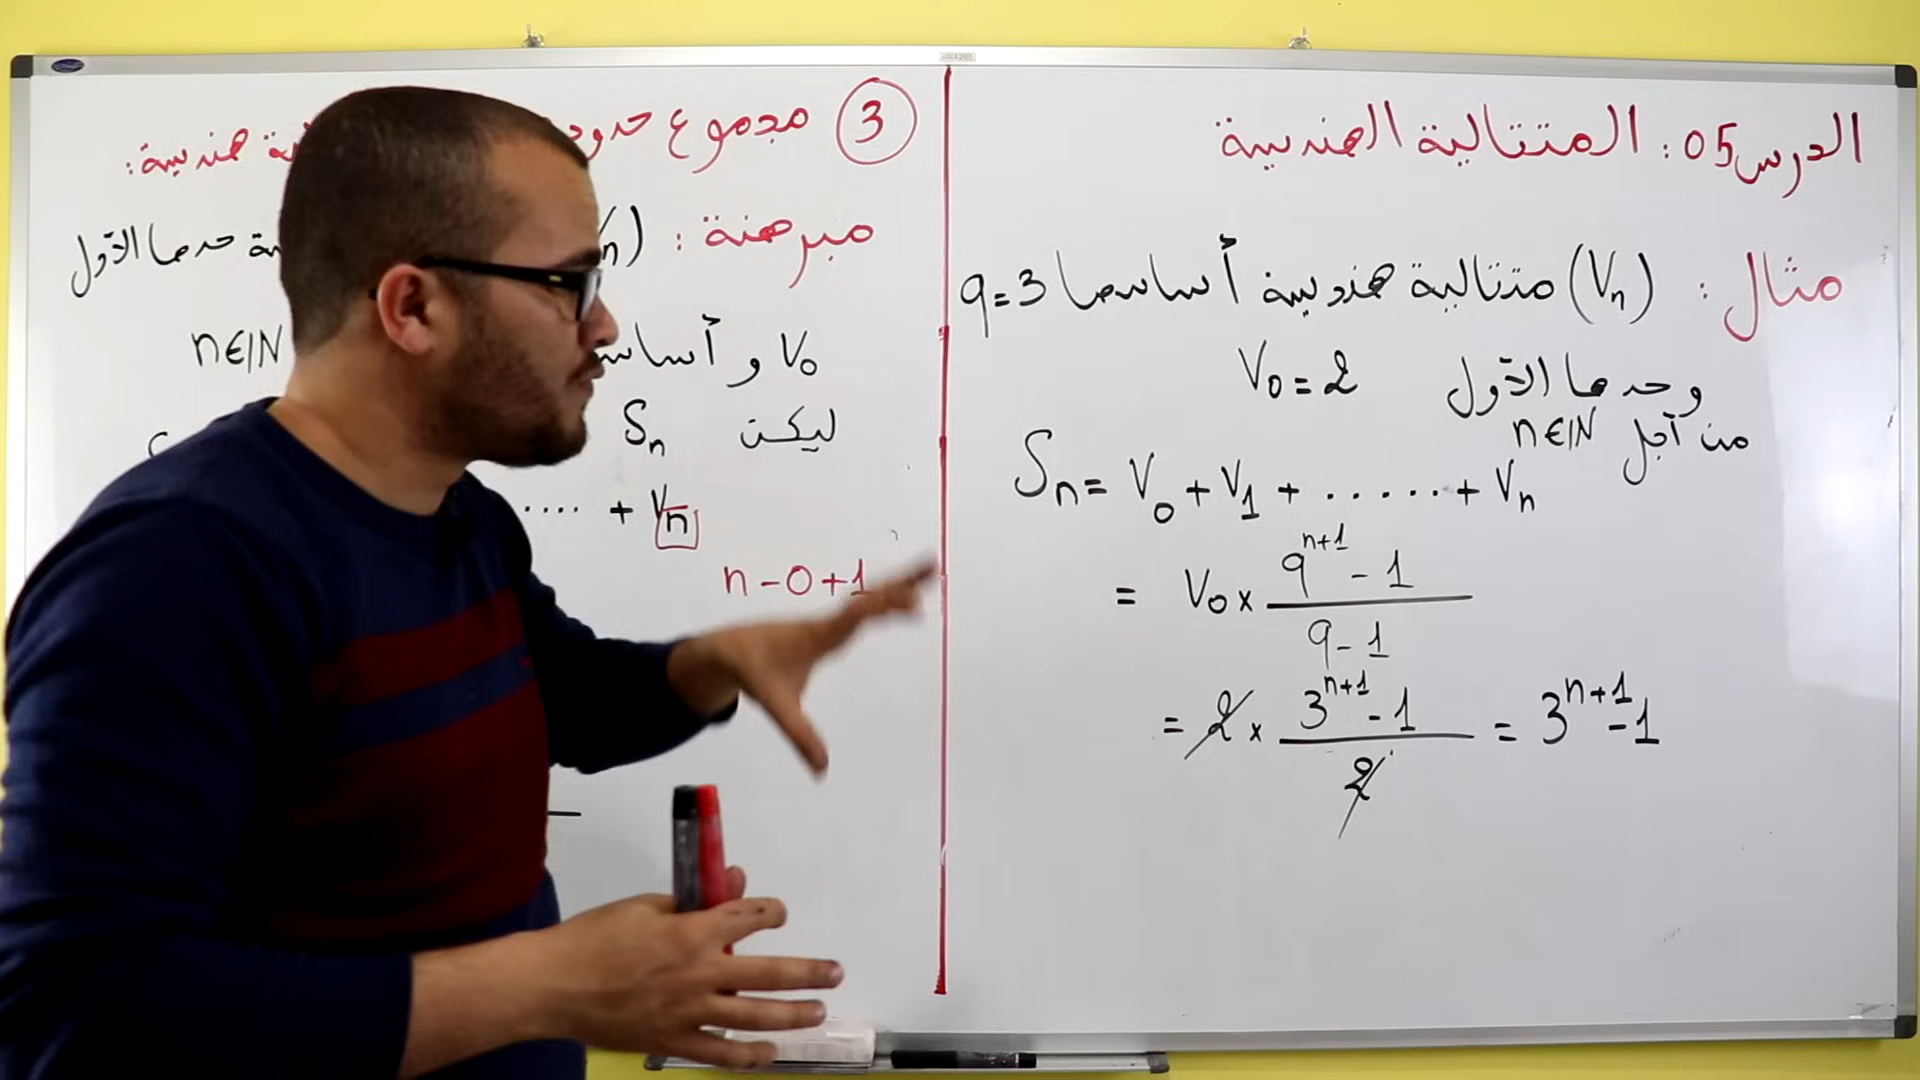 الدرس 05: المتتالية الهندسية
مثال: (Vn) متتالية هندسية أساسها q=3
وحدها الأول V0=2
من أجل n∈IN
Sn= V0+V1+.....+Vn
= V0 × (q^(n+1) - 1) / (q-1)
= 2 × (3^(n+1) - 1) / 2 = 3^(n+1) - 1
③ مجموع حدود هندسية:
مبرهنة: حدها الأول
V0 و n∈IN
ليكن Sn
.... + Vn
n-0+1